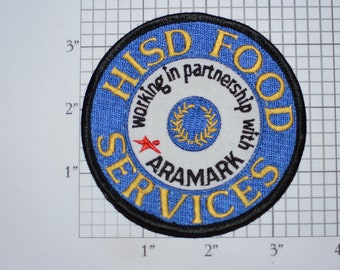 HISD FOOD
SERVICES
working in partnership with
ARAMARK
3"
2"
1"
1"
2"
3"
4